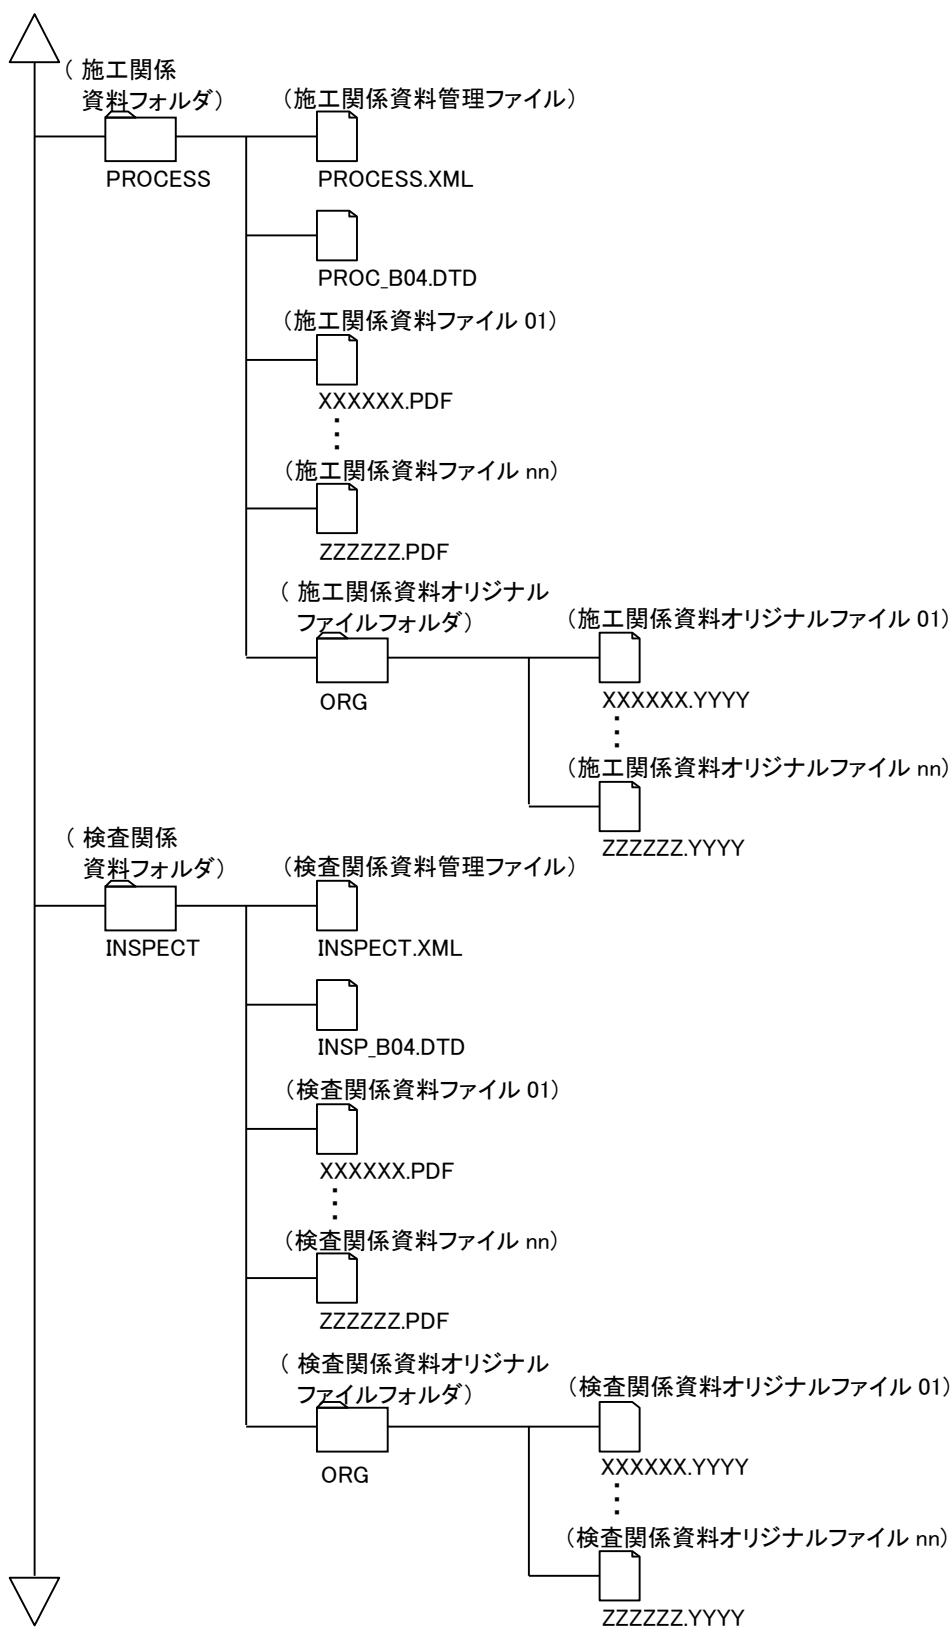 （ 施工関係
資料フォルダ）
（施工関係資料管理ファイル）
PROCESS
PROCESS.XML
PROC_B04.DTD
（施工関係資料ファイル 01）
XXXXXX.PDF
（施工関係資料ファイル nn）
ZZZZZZ.PDF
（ 施工関係資料オリジナル
ファイルフォルダ）
（施工関係資料オリジナルファイル 01）
ORG
XXXXXX.YYYY
（施工関係資料オリジナルファイル nn）
ZZZZZZ.YYYY
（ 検査関係
資料フォルダ）
（検査関係資料管理ファイル）
INSPECT
INSPECT.XML
INSP_B04.DTD
（検査関係資料ファイル 01）
XXXXXX.PDF
（検査関係資料ファイル nn）
ZZZZZZ.PDF
（ 検査関係資料オリジナル
ファイルフォルダ）
（検査関係資料オリジナルファイル 01）
ORG
XXXXXX.YYYY
（検査関係資料オリジナルファイル nn）
ZZZZZZ.YYYY